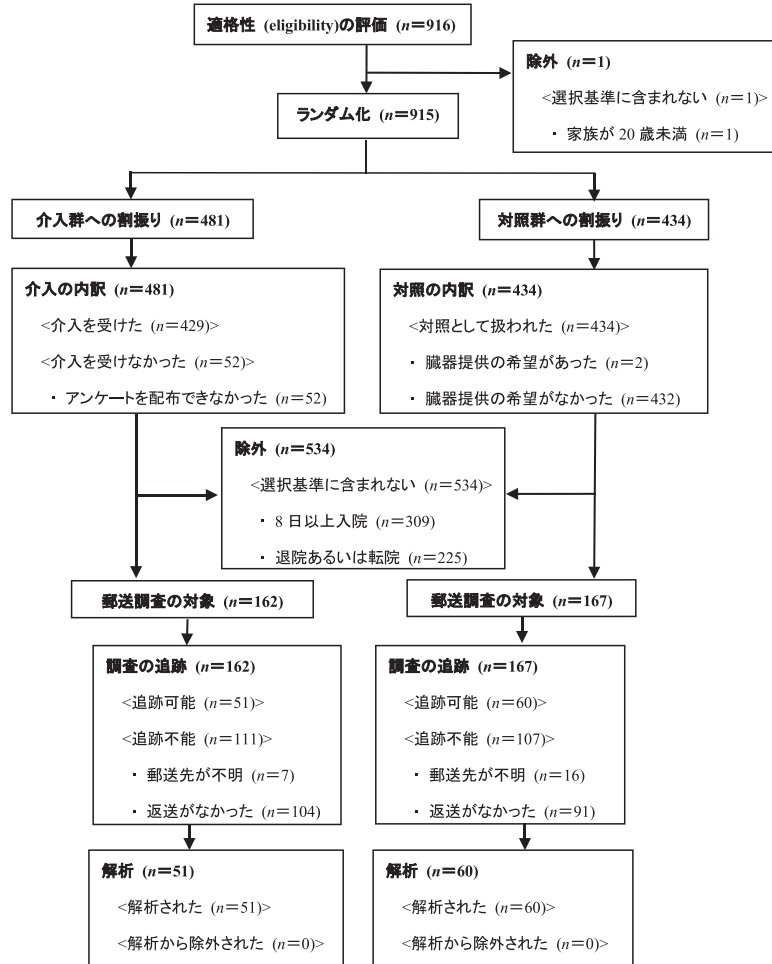 適格性 (eligibility)の評価 (n＝916)
除外 (n＝1)
<選択基準に含まれない (n＝1)>
・ 家族が 20 歳未満 (n＝1)
ランダム化 (n＝915)
介入群への割振り (n＝481)
対照群への割振り (n＝434)
介入の内訳 (n＝481)
<介入を受けた (n＝429)>
<介入を受けなかった (n＝52)>
・ アンケートを配布できなかった (n＝52)
対照の内訳 (n＝434)
<対照として扱われた (n＝434)>
・ 臓器提供の希望があった (n＝2)
・ 臓器提供の希望がなかった (n＝432)
除外 (n＝534)
<選択基準に含まれない (n＝534)>
・ 8 日以上入院 (n＝309)
・ 退院あるいは転院 (n＝225)
郵送調査の対象 (n＝162)
郵送調査の対象 (n＝167)
調査の追跡 (n＝162)
<追跡可能 (n＝51)>
<追跡不能 (n＝111)>
・ 郵送先が不明 (n＝7)
・ 返送がなかった (n＝104)
調査の追跡 (n＝167)
<追跡可能 (n＝60)>
<追跡不能 (n＝107)>
・ 郵送先が不明 (n＝16)
・ 返送がなかった (n＝91)
解析 (n＝51)
<解析された (n＝51)>
<解析から除外された (n＝0)>
解析 (n＝60)
<解析された (n＝60)>
<解析から除外された (n＝0)>